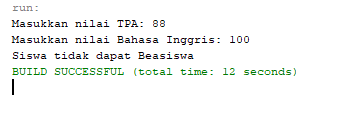 run:
Masukkan nilai TPA: 88
Masukkan nilai Bahasa Inggris: 100
Siswa tidak dapat Beasiswa
BUILD SUCCESSFUL (total time: 12 seconds)